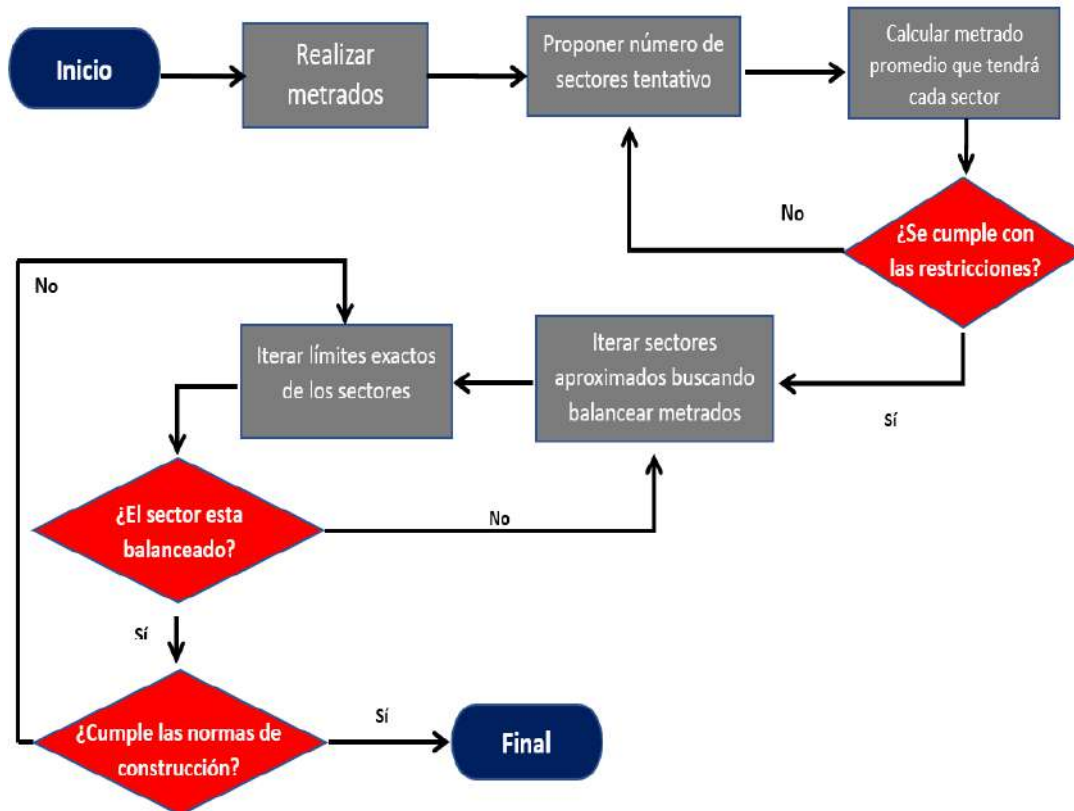 Inicio
Realizar
metrados
Proponer número de
sectores tentativo
Calcular metrado
promedio que tendrá
cada sector
¿Se cumple con
las restricciones?
No
Sí
Iterar sectores
aproximados buscando
balancear metrados
Iterar límites exactos
de los sectores
No
¿El sector esta
balanceado?
No
Sí
¿Cumple las normas de
construcción?
Sí
Final